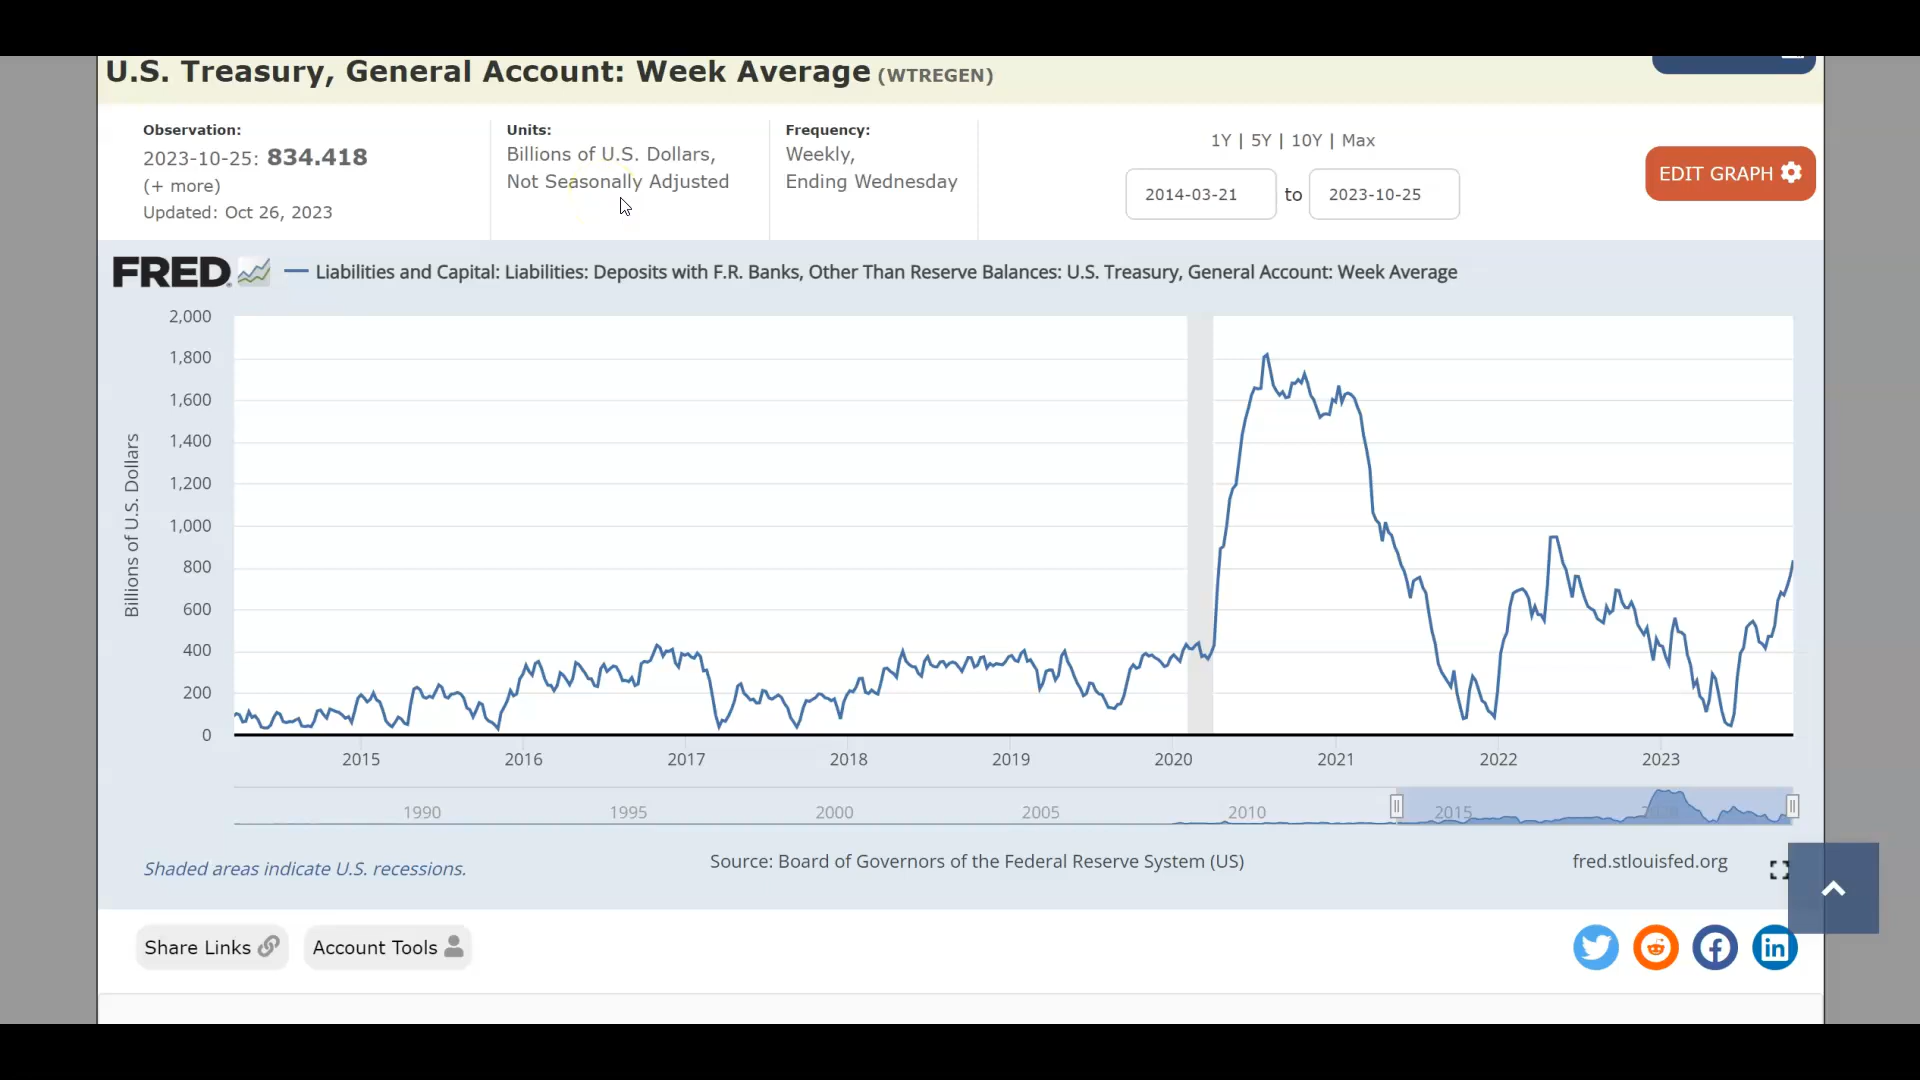 U.S. Treasury, General Account: Week Average (WTREGEN)
Observation:
2023-10-25: 834.418
(+ more)
Updated: Oct 26, 2023
Units:
Billions of U.S. Dollars,
Not Seasonally Adjusted
Frequency:
Weekly,
Ending Wednesday
1Y | 5Y | 10Y | Max
2014-03-21 to 2023-10-25
EDIT GRAPH
FRED
Liabilities and Capital: Liabilities: Deposits with F.R. Banks, Other Than Reserve Balances: U.S. Treasury, General Account: Week Average
Billions of U.S. Dollars
2,000
1,800
1,600
1,400
1,200
1,000
800
600
400
200
0
2015 2016 2017 2018 2019 2020 2021 2022 2023
1990 1995 2000 2005 2010 2015
Shaded areas indicate U.S. recessions.
Source: Board of Governors of the Federal Reserve System (US)
fred.stlouisfed.org
Share Links
Account Tools